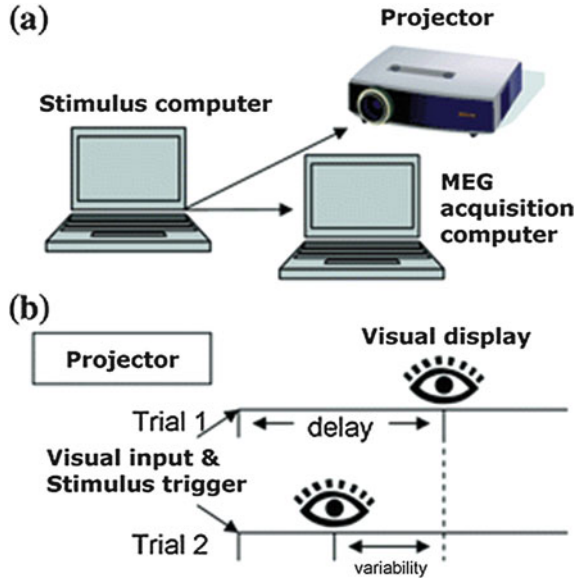 (a)
Projector
Stimulus computer
MEG
acquisition
computer
(b)
Projector
Visual display
Trial 1
delay
Visual input &
Stimulus trigger
Trial 2
variability